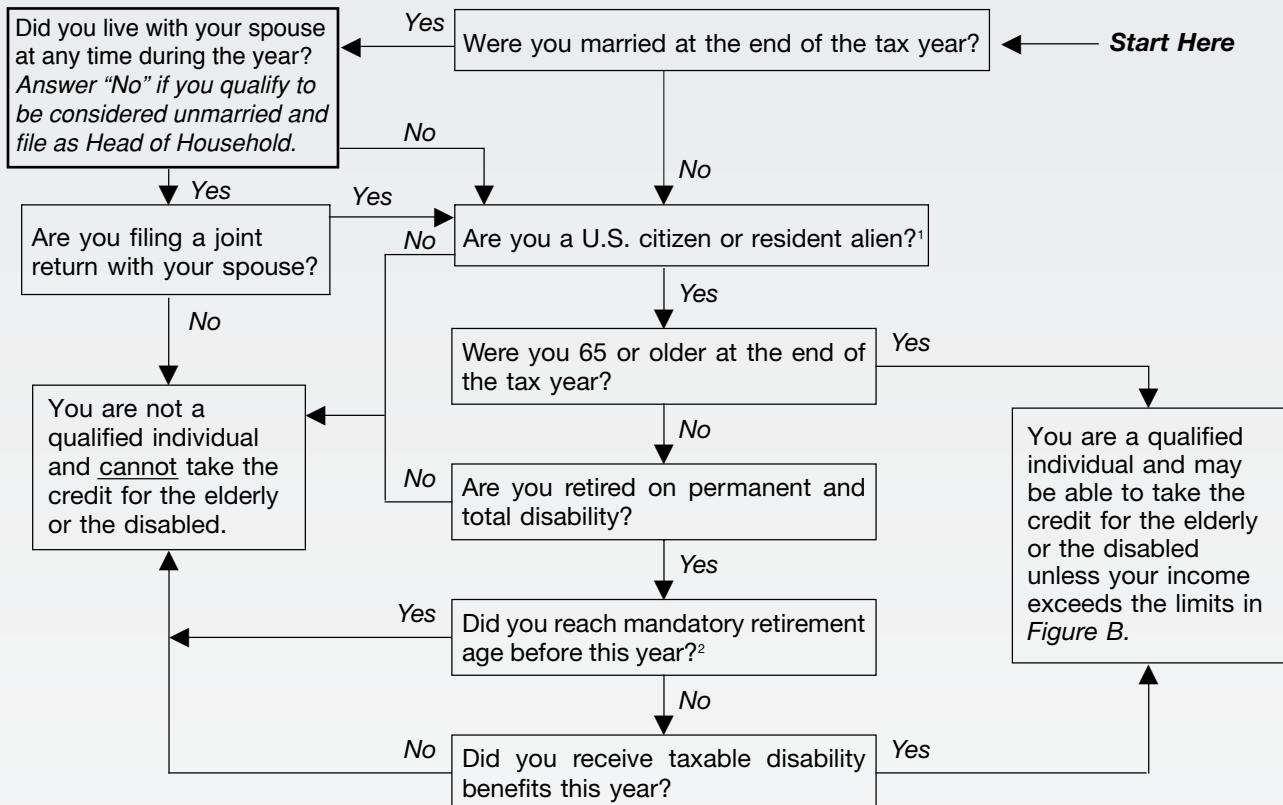 Start Here
Were you married at the end of the tax year?
Yes
No
Did you live with your spouse
at any time during the year?
Answer “No” if you qualify to
be considered unmarried and
file as Head of Household.
No
Yes
Are you filing a joint
return with your spouse?
Yes
No
Are you a U.S. citizen or resident alien?¹
No
Yes
Were you 65 or older at the end of
the tax year?
Yes
No
You are not a
qualified individual
and cannot take the
credit for the elderly
or the disabled.
Are you retired on permanent and
total disability?
No
Yes
You are a qualified
individual and may
be able to take the
credit for the elderly
or the disabled
unless your income
exceeds the limits in
Figure B.
Did you reach mandatory retirement
age before this year?²
Yes
No
Did you receive taxable disability
benefits this year?
No
Yes